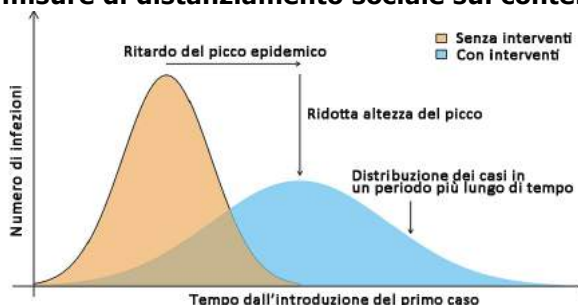 misure di distanziamento sociale sul
Ritardo del picco epidemico
Senza interventi
Con interventi
Ridotta altezza del picco
Distribuzione dei casi in
un periodo più lungo di tempo
Numero di infezioni
Tempo dall'introduzione del primo caso